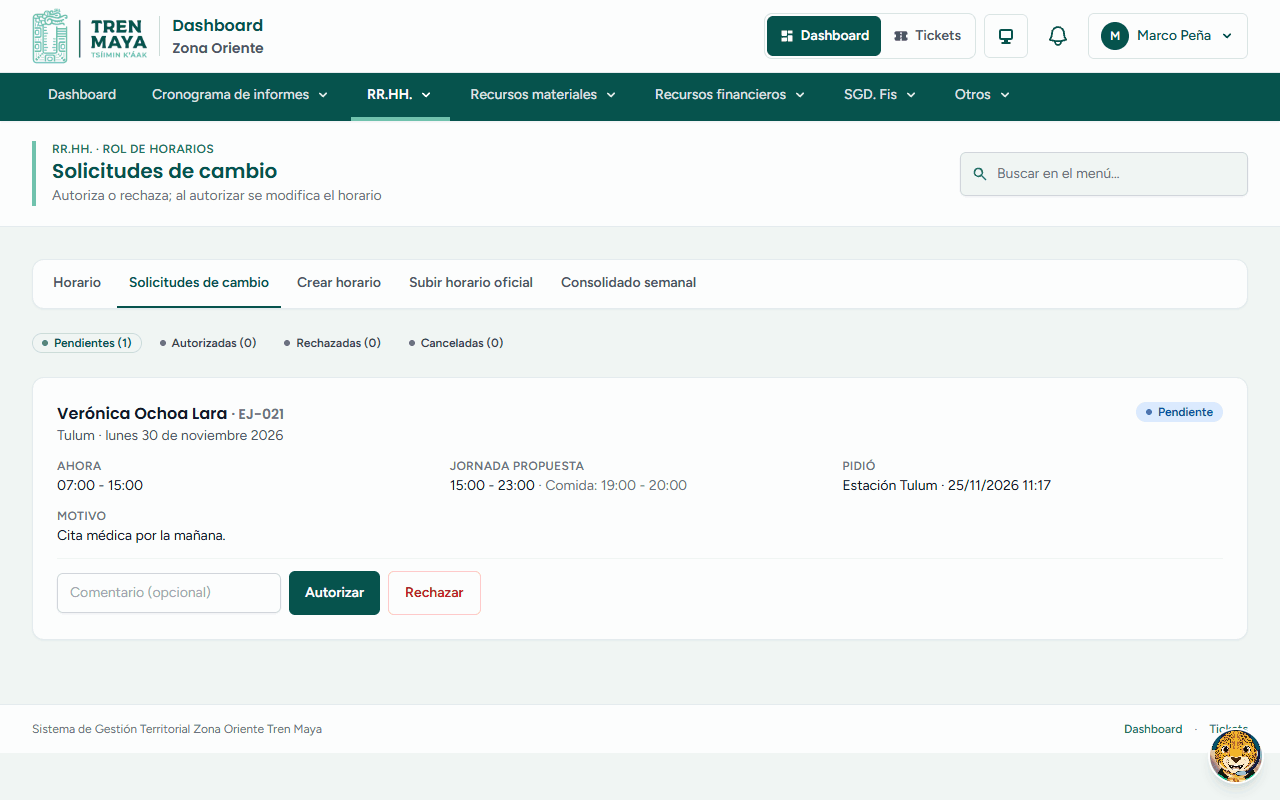 TREN
MAYA
TSÍIMIN K'ÁAK
Dashboard
Zona Oriente
Dashboard
Tickets
M
Marco Peña
Dashboard
Cronograma de informes
RR.HH.
Recursos materiales
Recursos financieros
SGD. Fis
Otros
RR.HH. · ROL DE HORARIOS
Solicitudes de cambio
Autoriza o rechaza; al autorizar se modifica el horario
Buscar en el menú...
Horario
Solicitudes de cambio
Crear horario
Subir horario oficial
Consolidado semanal
Pendientes (1)
Autorizadas (0)
Rechazadas (0)
Canceladas (0)
Verónica Ochoa Lara · EJ-021
Pendiente
Tulum · lunes 30 de noviembre 2026
AHORA
07:00 - 15:00
JORNADA PROPUESTA
15:00 - 23:00 · Comida: 19:00 - 20:00
PIDIÓ
Estación Tulum · 25/11/2026 11:17
MOTIVO
Cita médica por la mañana.
Comentario (opcional)
Autorizar
Rechazar
Sistema de Gestión Territorial Zona Oriente Tren Maya
Dashboard · Tickets